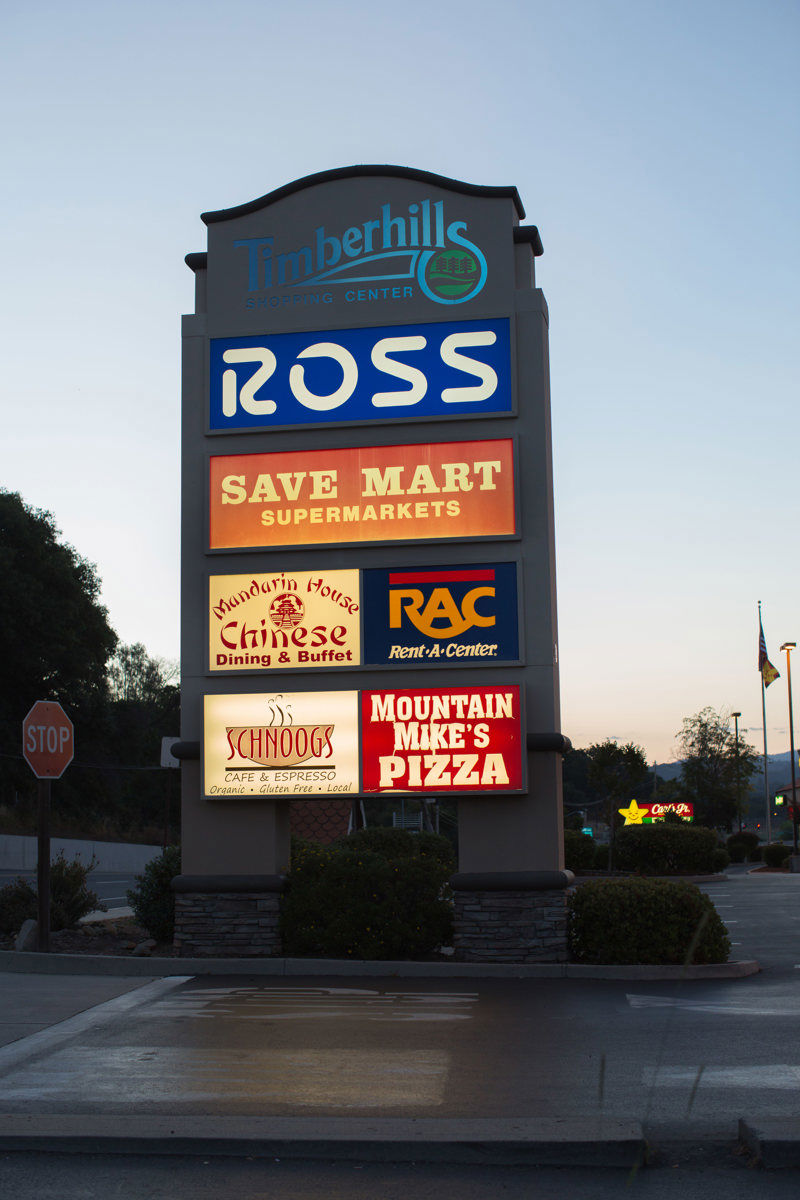 Timberhills
SHOPPING CENTER
ROSS
SAVE MART
SUPERMARKETS
Mandarin House
Chinese
Dining & Buffet
RAC
Rent-A-Center
SCHNOOGS
CAFE & ESPRESSO
Organic • Gluten Free • Local
MOUNTAIN
MIKE'S
PIZZA
STOP
Carl's Jr.